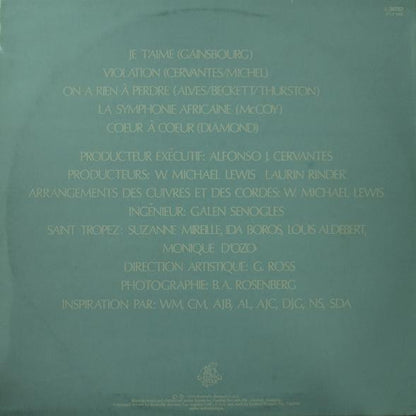 JE T'AIME (GAINSBOURG)
VIOLATION (CERVANTES/MICHEL)
ON A RIEN À PERDRE (ALVES/BECKETT/THURSTON)
LA SYMPHONIE AFRICAINE (McCOY)
COEUR À COEUR (DIAMOND)
PRODUCTEUR EXÉCUTIF: ALFONSO J. CERVANTES
PRODUCTEURS: W. MICHAEL LEWIS LAURIN RINDER
ARRANGEMENTS DES CUIVRES ET DES CORDES: W. MICHAEL LEWIS
INGÉNIEUR: GALEN SENOGLES
SAINT TROPEZ: SUZANNE MIREILLE, IDA BOROS, LOUIS ALDEBERT,
MONIQUE D'OZO
DIRECTION ARTISTIQUE: G. ROSS
PHOTOGRAPHIE: B.A. ROSENBERG
INSPIRATION PAR: WM, CM, AJB, AL, AJC, DJG, NS, SDA